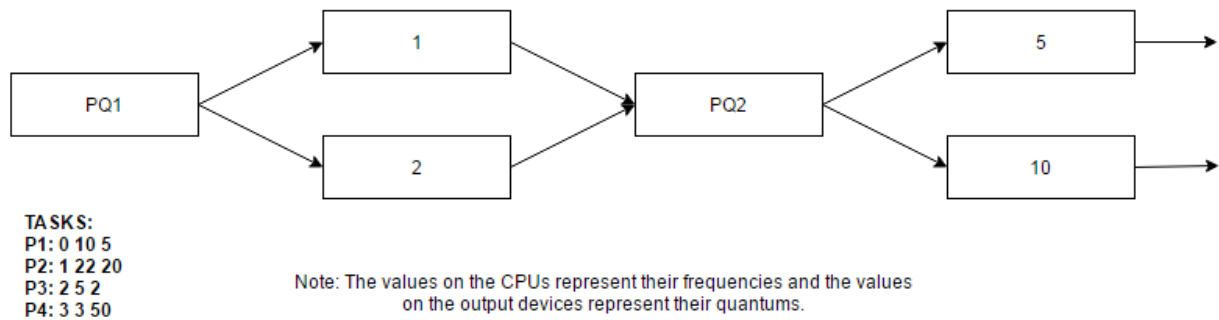 PQ1
1
2
PQ2
5
10
TASKS:
P1: 0 10 5
P2: 1 22 20
P3: 2 5 2
P4: 3 3 50
Note: The values on the CPUs represent their frequencies and the values
on the output devices represent their quantums.